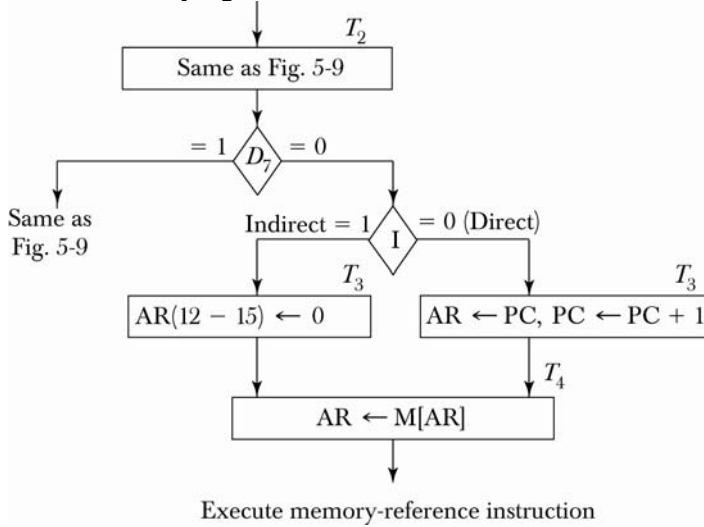 T₂
Same as Fig. 5-9
= 1 D₇ = 0
Same as
Fig. 5-9
Indirect = 1 I = 0 (Direct)
T₃
AR(12 − 15) ← 0
T₃
AR ← PC, PC ← PC + 1
T₄
AR ← M[AR]
Execute memory-reference instruction